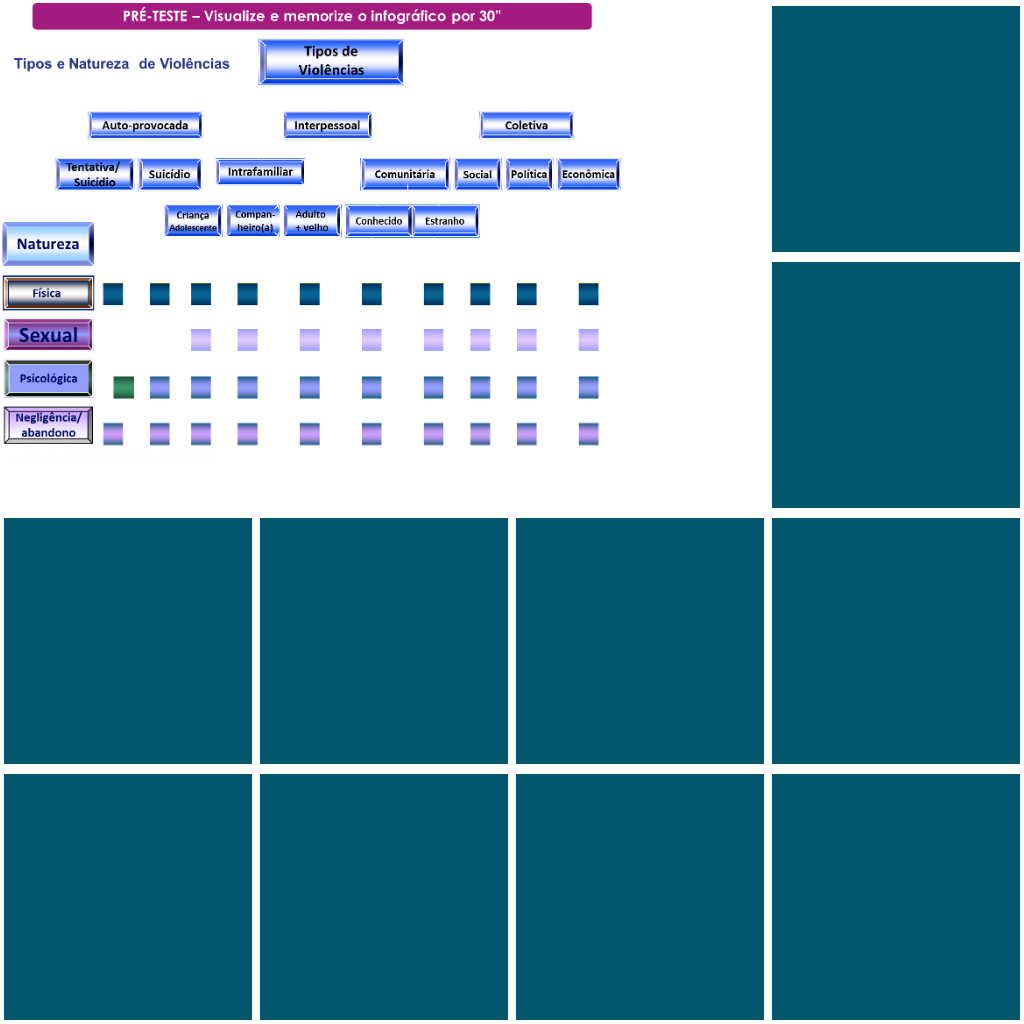 PRÉ-TESTE – Visualize e memorize o infográfico por 30"
Tipos e Natureza de Violências
Tipos de
Violências
Auto-provocada
Interpessoal
Coletiva
Tentativa/
Suicídio
Suicídio
Intrafamiliar
Comunitária
Social
Política
Econômica
Criança
Adolescente
Compan-
heiro(a)
Adulto
+ velho
Conhecido
Estranho
Natureza
Física
Sexual
Psicológica
Negligência/
abandono